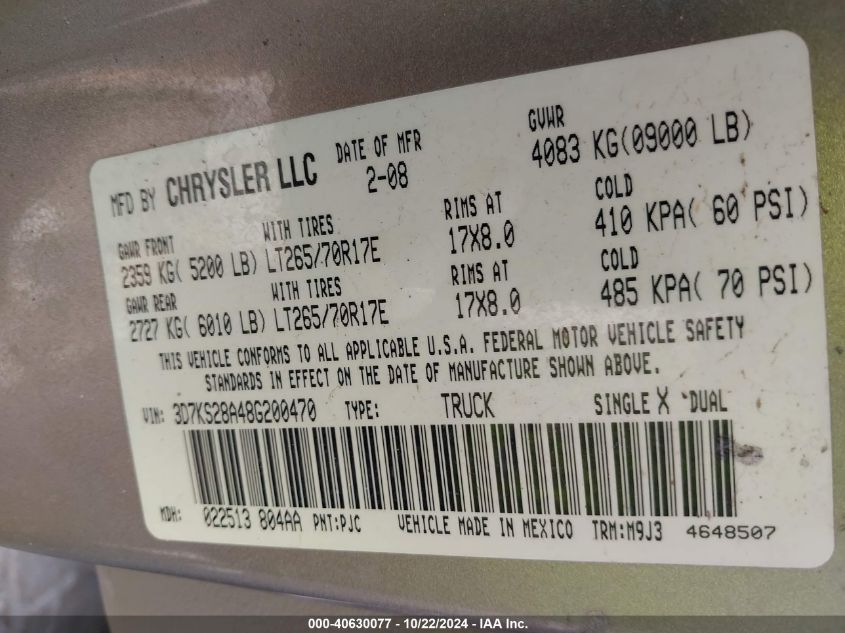 MFD BY CHRYSLER LLC DATE OF MFR GVWR
2-08 4083 KG(09000 LB)
GAWR FRONT WITH TIRES RIMS AT COLD
2359 KG( 5200 LB) LT265/70R17E 17X8.0 410 KPA( 60 PSI)
GAWR REAR WITH TIRES RIMS AT COLD
2727 KG( 6010 LB) LT265/70R17E 17X8.0 485 KPA( 70 PSI)
THIS VEHICLE CONFORMS TO ALL APPLICABLE U.S.A. FEDERAL MOTOR VEHICLE SAFETY
STANDARDS IN EFFECT ON THE DATE OF MANUFACTURE SHOWN ABOVE.
VIN: 3D7KS28A48G200470 TYPE: TRUCK SINGLE X DUAL
MDH: 022513 804AA PNT:PJC VEHICLE MADE IN MEXICO TRM:M9J3 4648507
000-40630077 - 10/22/2024 - IAA Inc.